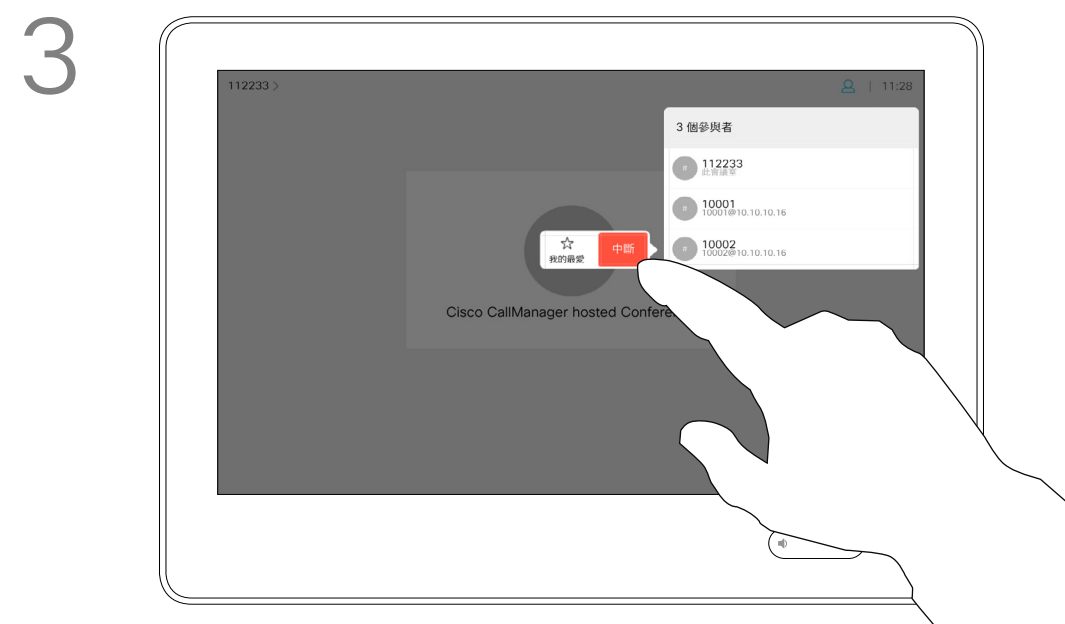 3
112233 >
11:28
3 個參與者
#
112233
此會議室
#
10001
10001@10.10.10.16
#
10002
10002@10.10.10.16
我的最愛
中斷
Cisco CallManager hosted Confere